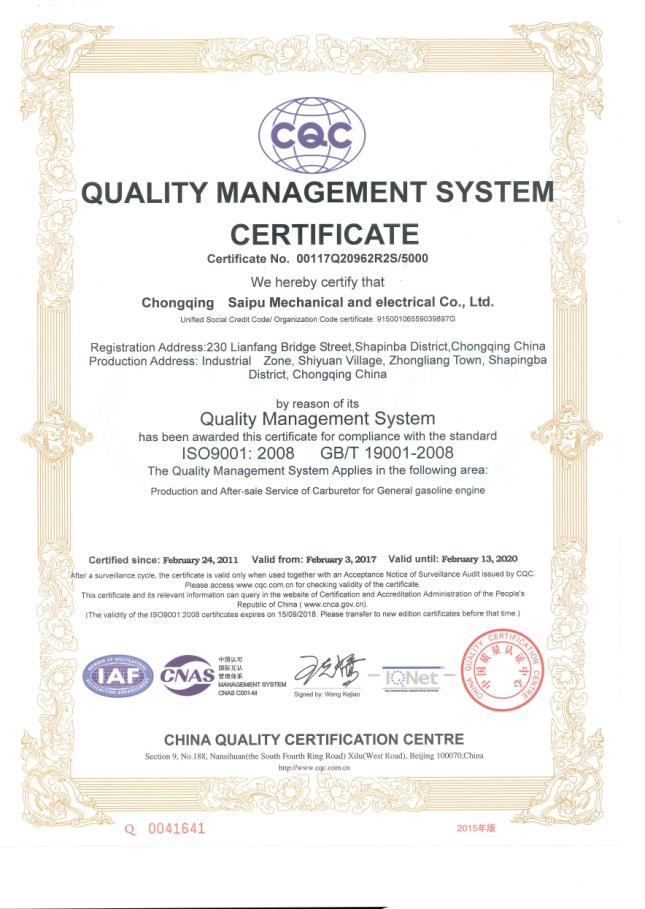 CQC
QUALITY MANAGEMENT SYSTEM
CERTIFICATE
Certificate No. 00117Q20962R2S/5000
We hereby certify that
Chongqing Saipu Mechanical and electrical Co., Ltd.
Unified Social Credit Code/ Organization Code certificate: 91500106559039897G
Registration Address:230 Lianfang Bridge Street,Shapinba District,Chongqing China
Production Address: Industrial Zone, Shiyuan Village, Zhongliang Town, Shapingba
District, Chongqing China
by reason of its
Quality Management System
has been awarded this certificate for compliance with the standard
ISO9001: 2008 GB/T 19001-2008
The Quality Management System Applies in the following area:
Production and After-sale Service of Carburetor for General gasoline engine
Certified since: February 24, 2011 Valid from: February 3, 2017 Valid until: February 13, 2020
After a surveillance cycle, the certificate is valid only when used together with an Acceptance Notice of Surveillance Audit issued by CQC.
Please access www.cqc.com.cn for checking validity of the certificate.
This certificate and its relevant information can query in the website of Certification and Accreditation Administration of the People's
Republic of China ( www.cnca.gov.cn).
(The validity of the ISO9001:2008 certificates expires on 15/09/2018. Please transfer to new edition certificates before that time.)
MEMBER OF MULTILATERAL
IAF
RECOGNITION ARRANGEMENT
CNAS
中国认可
国际互认
管理体系
MANAGEMENT SYSTEM
CNAS C001-M
Signed by: Wang Kejiao
IQNet
THE INTERNATIONAL CERTIFICATION NETWORK
CHINA QUALITY CERTIFICATION CENTRE
中国质量认证中心
CHINA QUALITY CERTIFICATION CENTRE
Section 9, No.188, Nansihuan(the South Fourth Ring Road) Xilu(West Road), Beijing 100070,China
http://www.cqc.com.cn
Q 0041641
2015年版